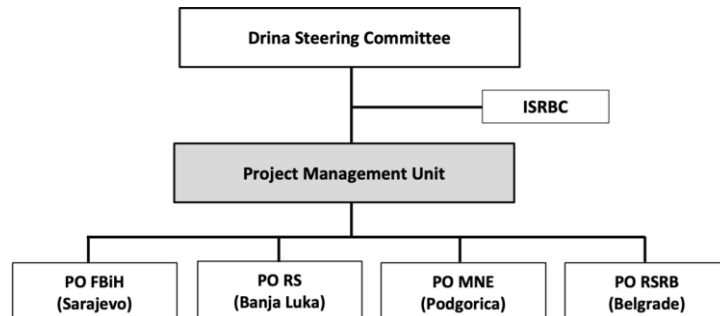 Drina Steering Committee
ISRBC
Project Management Unit
PO FBiH
(Sarajevo)
PO RS
(Banja Luka)
PO MNE
(Podgorica)
PO RSRB
(Belgrade)